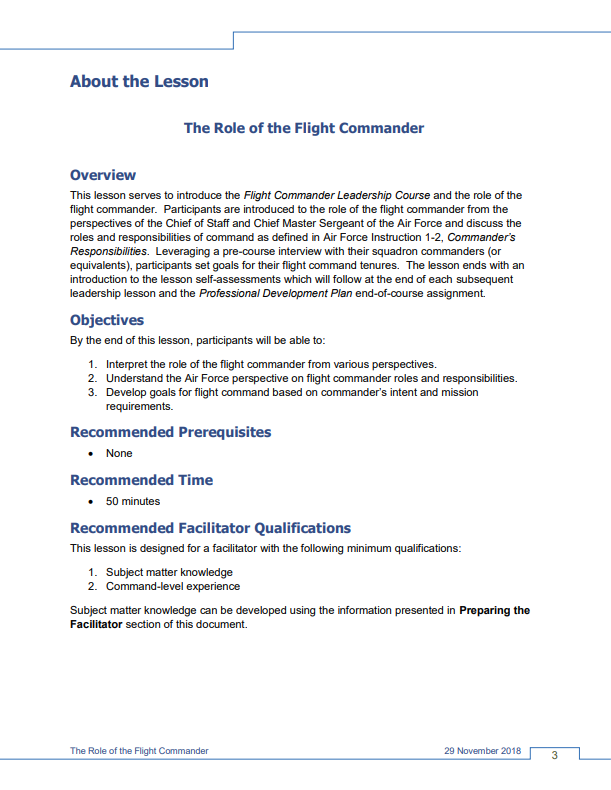 About the Lesson
The Role of the Flight Commander
Overview
This lesson serves to introduce the Flight Commander Leadership Course and the role of the
flight commander.  Participants are introduced to the role of the flight commander from the
perspectives of the Chief of Staff and Chief Master Sergeant of the Air Force and discuss the
roles and responsibilities of command as defined in Air Force Instruction 1-2, Commander's
Responsibilities.  Leveraging a pre-course interview with their squadron commanders (or
equivalents), participants set goals for their flight command tenures.  The lesson ends with an
introduction to the lesson self-assessments which will follow at the end of each subsequent
leadership lesson and the Professional Development Plan end-of-course assignment.
Objectives
By the end of this lesson, participants will be able to:
1. Interpret the role of the flight commander from various perspectives.
2. Understand the Air Force perspective on flight commander roles and responsibilities.
3. Develop goals for flight command based on commander's intent and mission
requirements.
Recommended Prerequisites
• None
Recommended Time
• 50 minutes
Recommended Facilitator Qualifications
This lesson is designed for a facilitator with the following minimum qualifications:
1. Subject matter knowledge
2. Command-level experience
Subject matter knowledge can be developed using the information presented in Preparing the
Facilitator section of this document.
The Role of the Flight Commander 29 November 2018 3